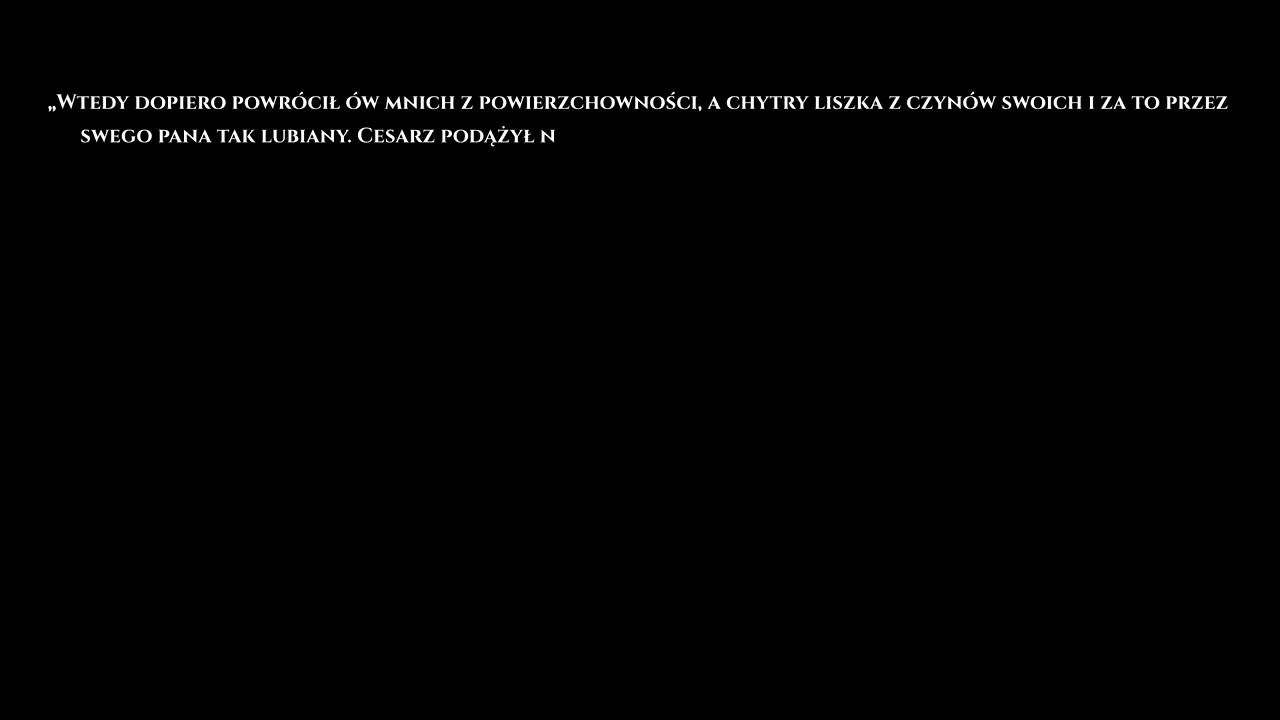 „Wtedy dopiero powrócił ów mnich z powierzchowności, a chytry liszka z czynów swoich i za to przez
swego pana tak lubiany. Cesarz podążył n